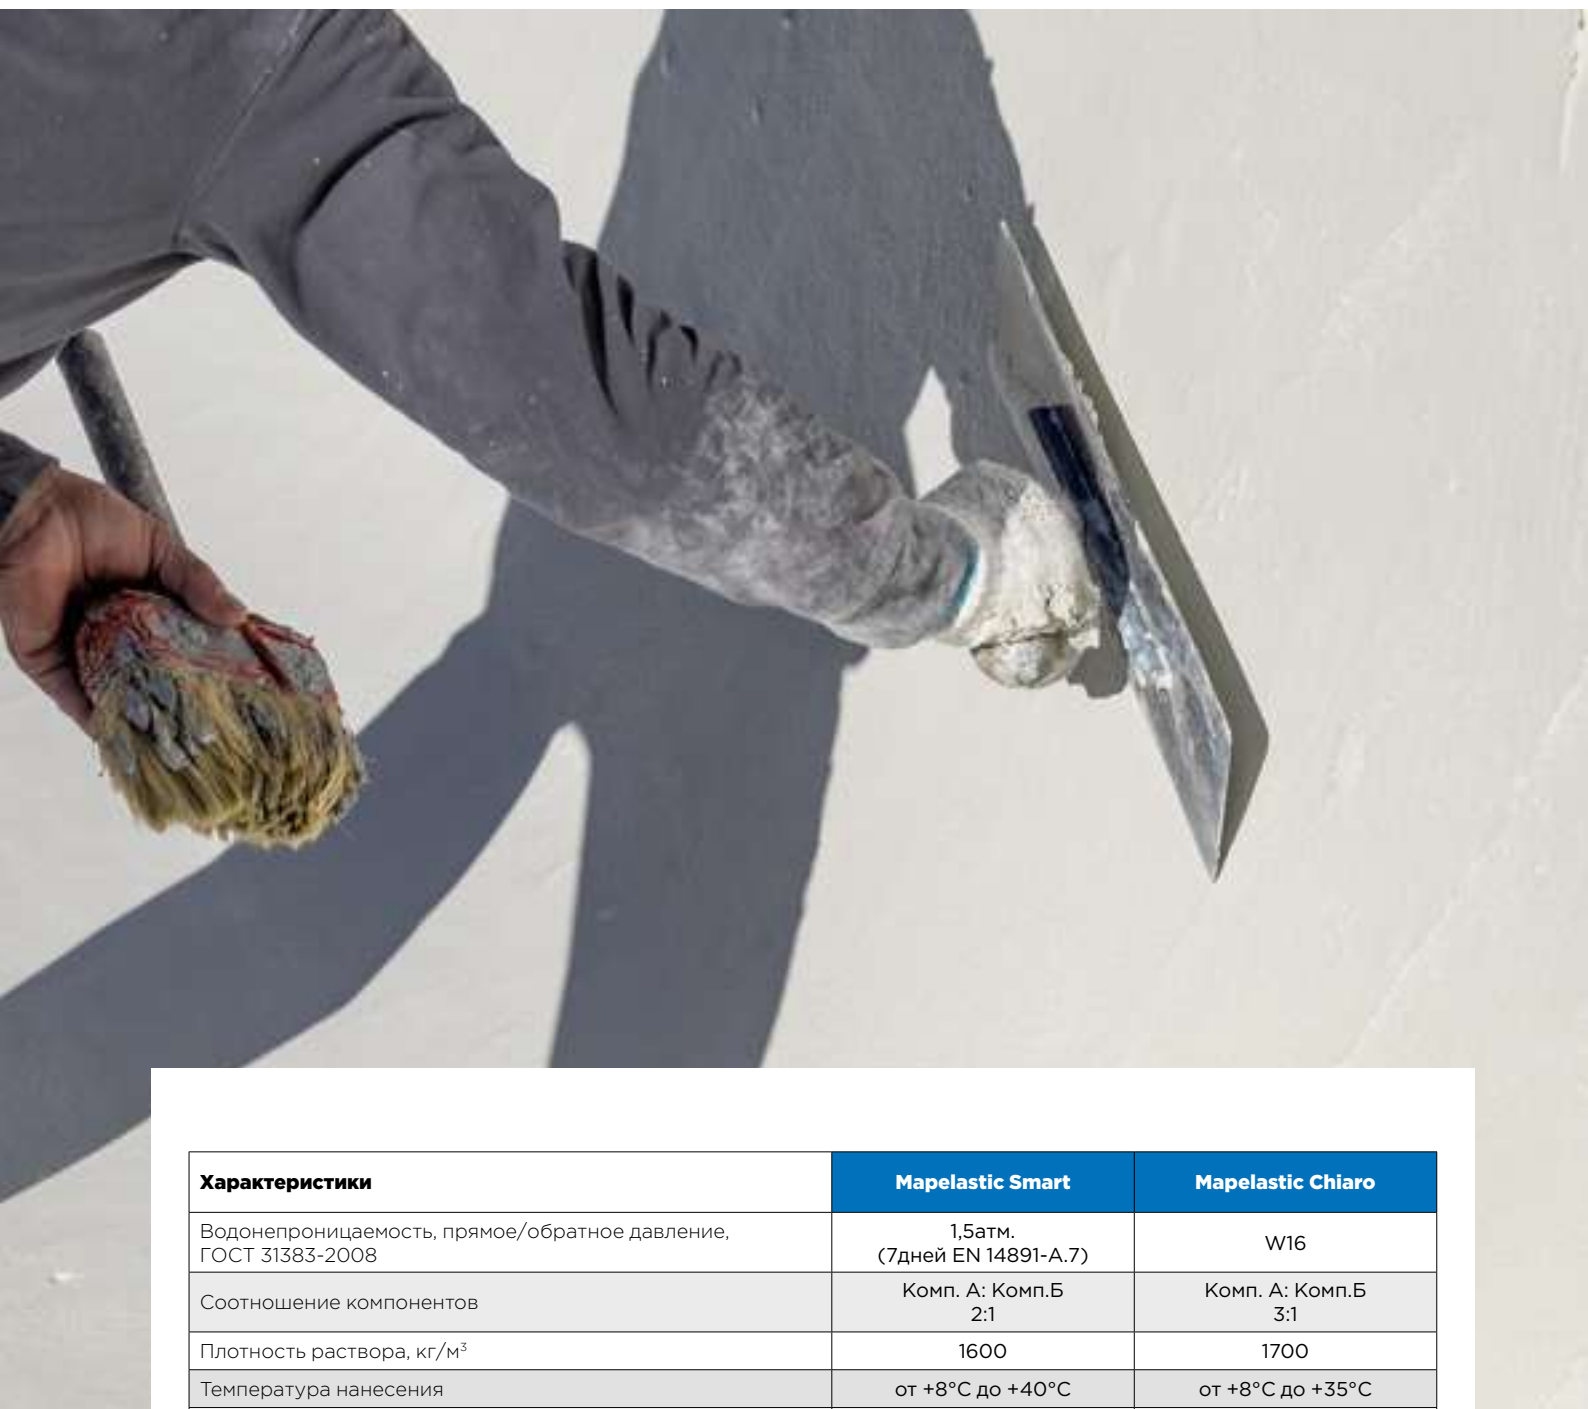 Характеристики Mapelastic Smart Mapelastic Chiaro
Водонепроницаемость, прямое/обратное давление,
ГОСТ 31383-2008
1,5атм.
(7дней EN 14891-A.7)
W16
Соотношение компонентов
Комп. А: Комп.Б
2:1
Комп. А: Комп.Б
3:1
Плотность раствора, кг/м³ 1600 1700
Температура нанесения от +8°C до +40°C от +8°C до +35°C